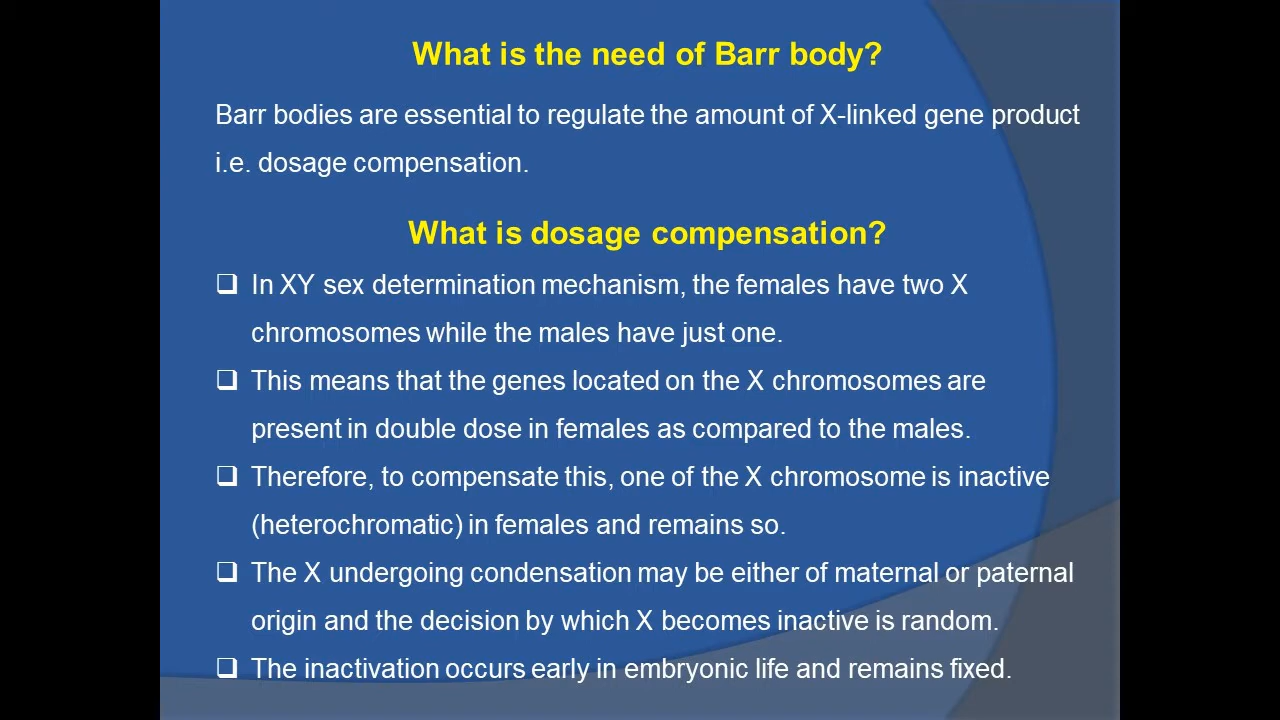 What is the need of Barr body?
Barr bodies are essential to regulate the amount of X-linked gene product
i.e. dosage compensation.
What is dosage compensation?
❑ In XY sex determination mechanism, the females have two X
chromosomes while the males have just one.
❑ This means that the genes located on the X chromosomes are
present in double dose in females as compared to the males.
❑ Therefore, to compensate this, one of the X chromosome is inactive
(heterochromatic) in females and remains so.
❑ The X undergoing condensation may be either of maternal or paternal
origin and the decision by which X becomes inactive is random.
❑ The inactivation occurs early in embryonic life and remains fixed.